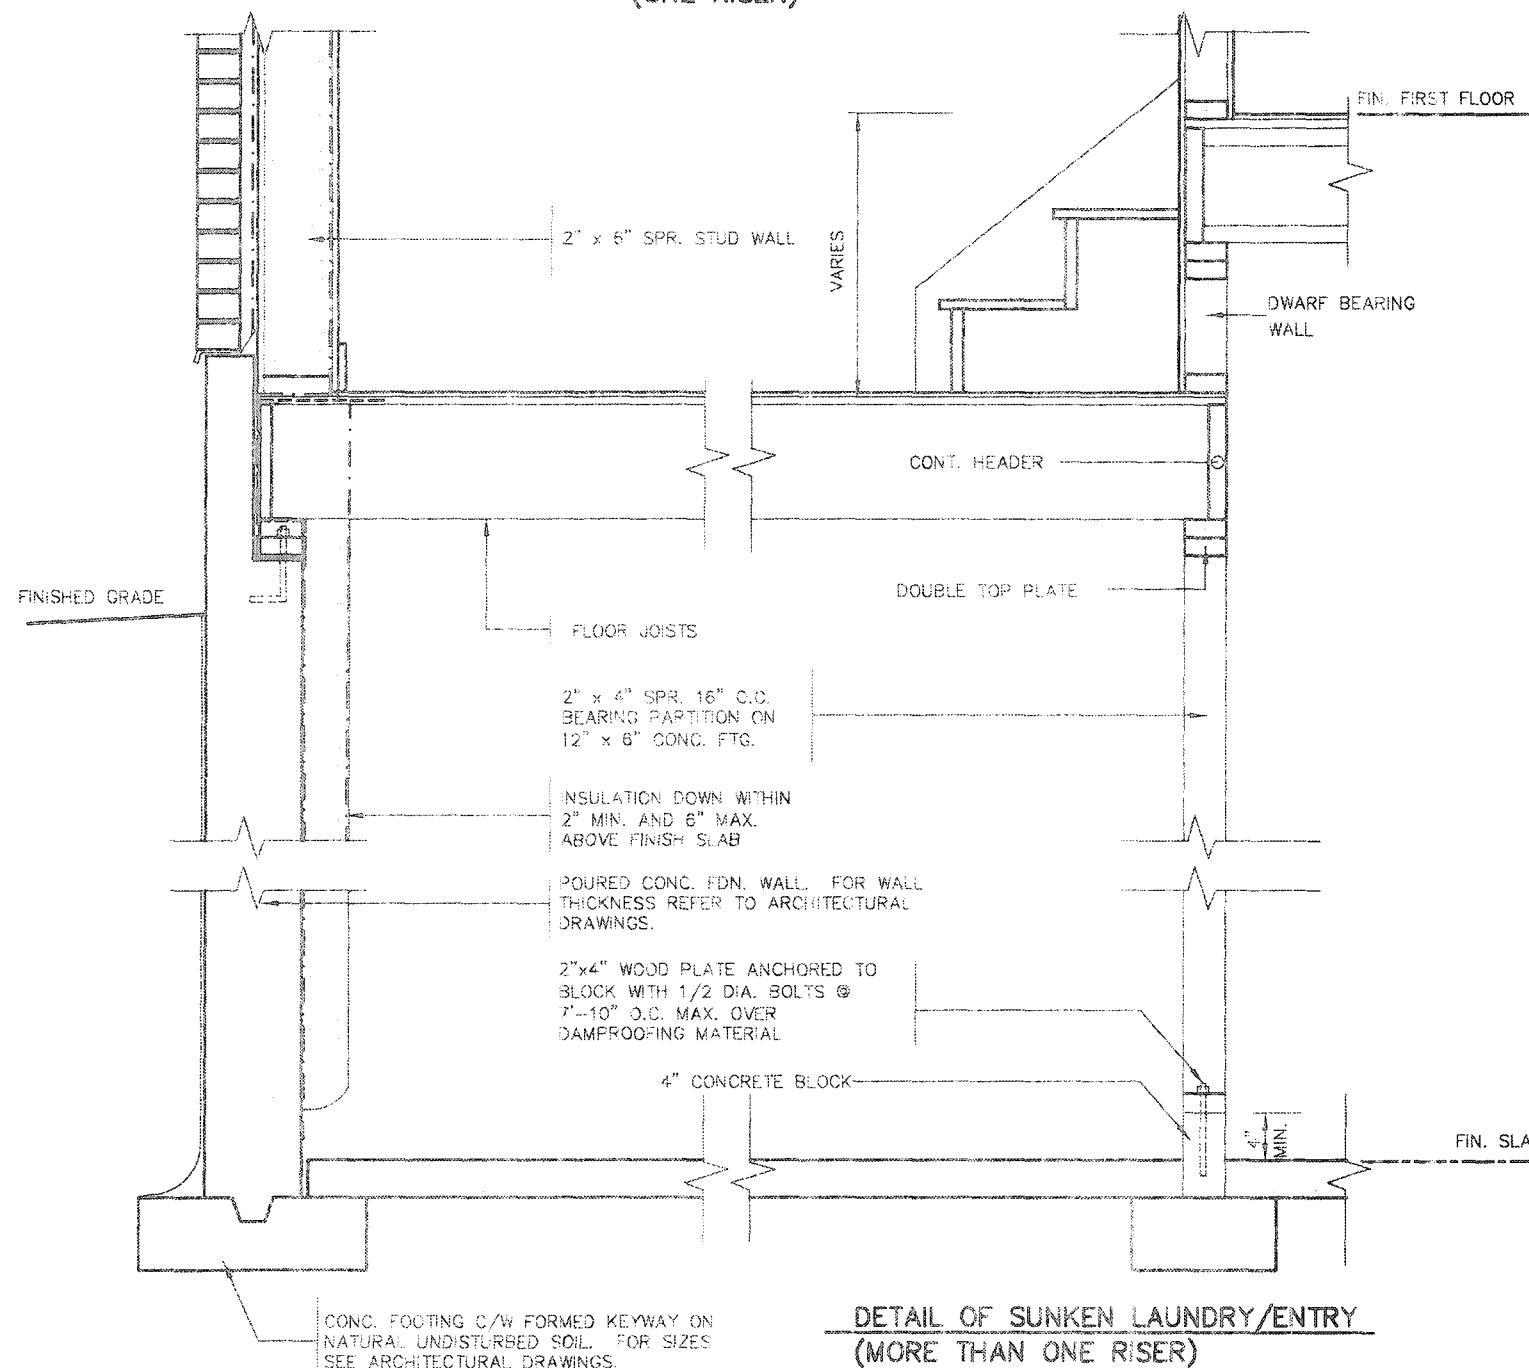 (ONE RISER)
FIN. FIRST FLOOR
2" x 6" SPR. STUD WALL
VARIES
DWARF BEARING
WALL
CONT. HEADER
DOUBLE TOP PLATE
FINISHED GRADE
FLOOR JOISTS
2" x 4" SPR. 16" C.C.
BEARING PARTITION ON
12" x 6" CONC. FTG.
INSULATION DOWN WITHIN
2" MIN. AND 6" MAX.
ABOVE FINISH SLAB
POURED CONC. FDN. WALL. FOR WALL
THICKNESS REFER TO ARCHITECTURAL
DRAWINGS.
2"x4" WOOD PLATE ANCHORED TO
BLOCK WITH 1/2 DIA. BOLTS @
7'-10" O.C. MAX. OVER
DAMPROOFING MATERIAL
4" CONCRETE BLOCK
4"
MIN.
FIN. SLA
CONC. FOOTING C/W FORMED KEYWAY ON
NATURAL UNDISTURBED SOIL. FOR SIZES
SEE ARCHITECTURAL DRAWINGS.
DETAIL OF SUNKEN LAUNDRY/ENTRY
(MORE THAN ONE RISER)